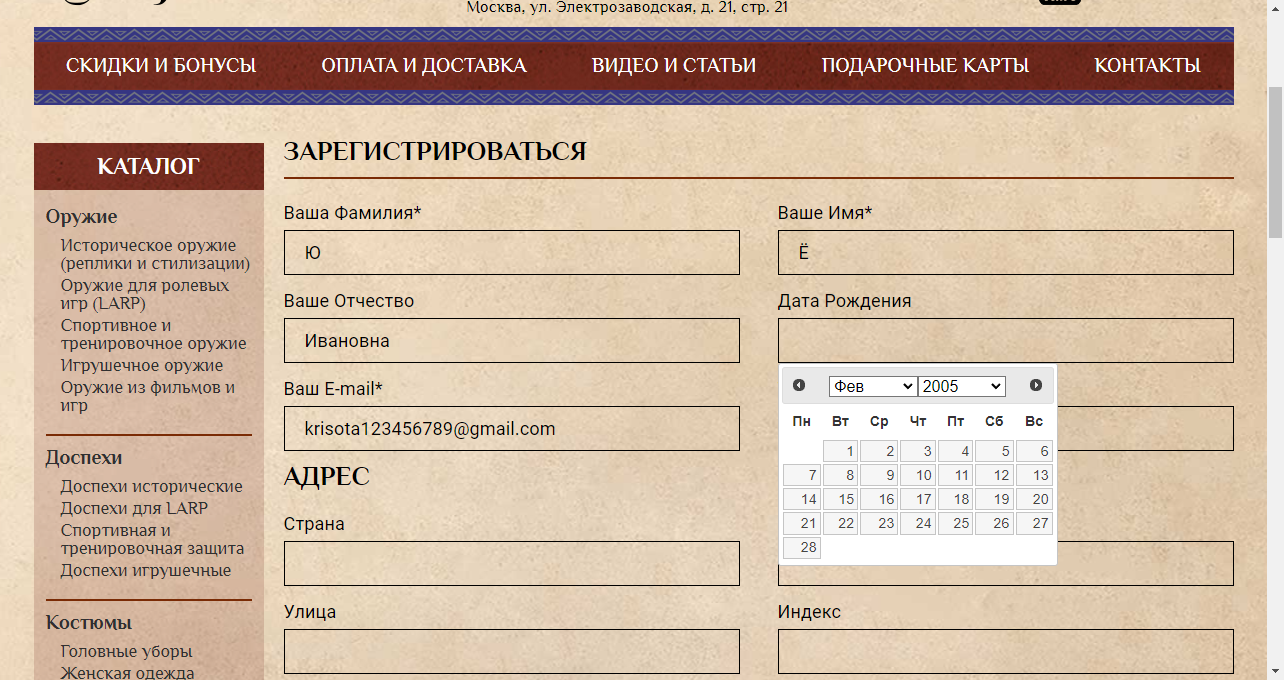 Москва, ул. Электрозаводская, д. 21, стр. 21
СКИДКИ И БОНУСЫ ОПЛАТА И ДОСТАВКА ВИДЕО И СТАТЬИ ПОДАРОЧНЫЕ КАРТЫ КОНТАКТЫ
КАТАЛОГ
Оружие
Историческое оружие
(реплики и стилизации)
Оружие для ролевых
игр (LARP)
Спортивное и
тренировочное оружие
Игрушечное оружие
Оружие из фильмов и
игр
Доспехи
Доспехи исторические
Доспехи для LARP
Спортивная и
тренировочная защита
Доспехи игрушечные
Костюмы
Головные уборы
Женская одежда
ЗАРЕГИСТРИРОВАТЬСЯ
Ваша Фамилия* Ваше Имя*
Ю Ё
Ваше Отчество Дата Рождения
Ивановна
Ваш E-mail*
krisota123456789@gmail.com
Фев 2005
Пн Вт Ср Чт Пт Сб Вс
1 2 3 4 5 6
7 8 9 10 11 12 13
14 15 16 17 18 19 20
21 22 23 24 25 26 27
28
АДРЕС
Страна
Улица Индекс